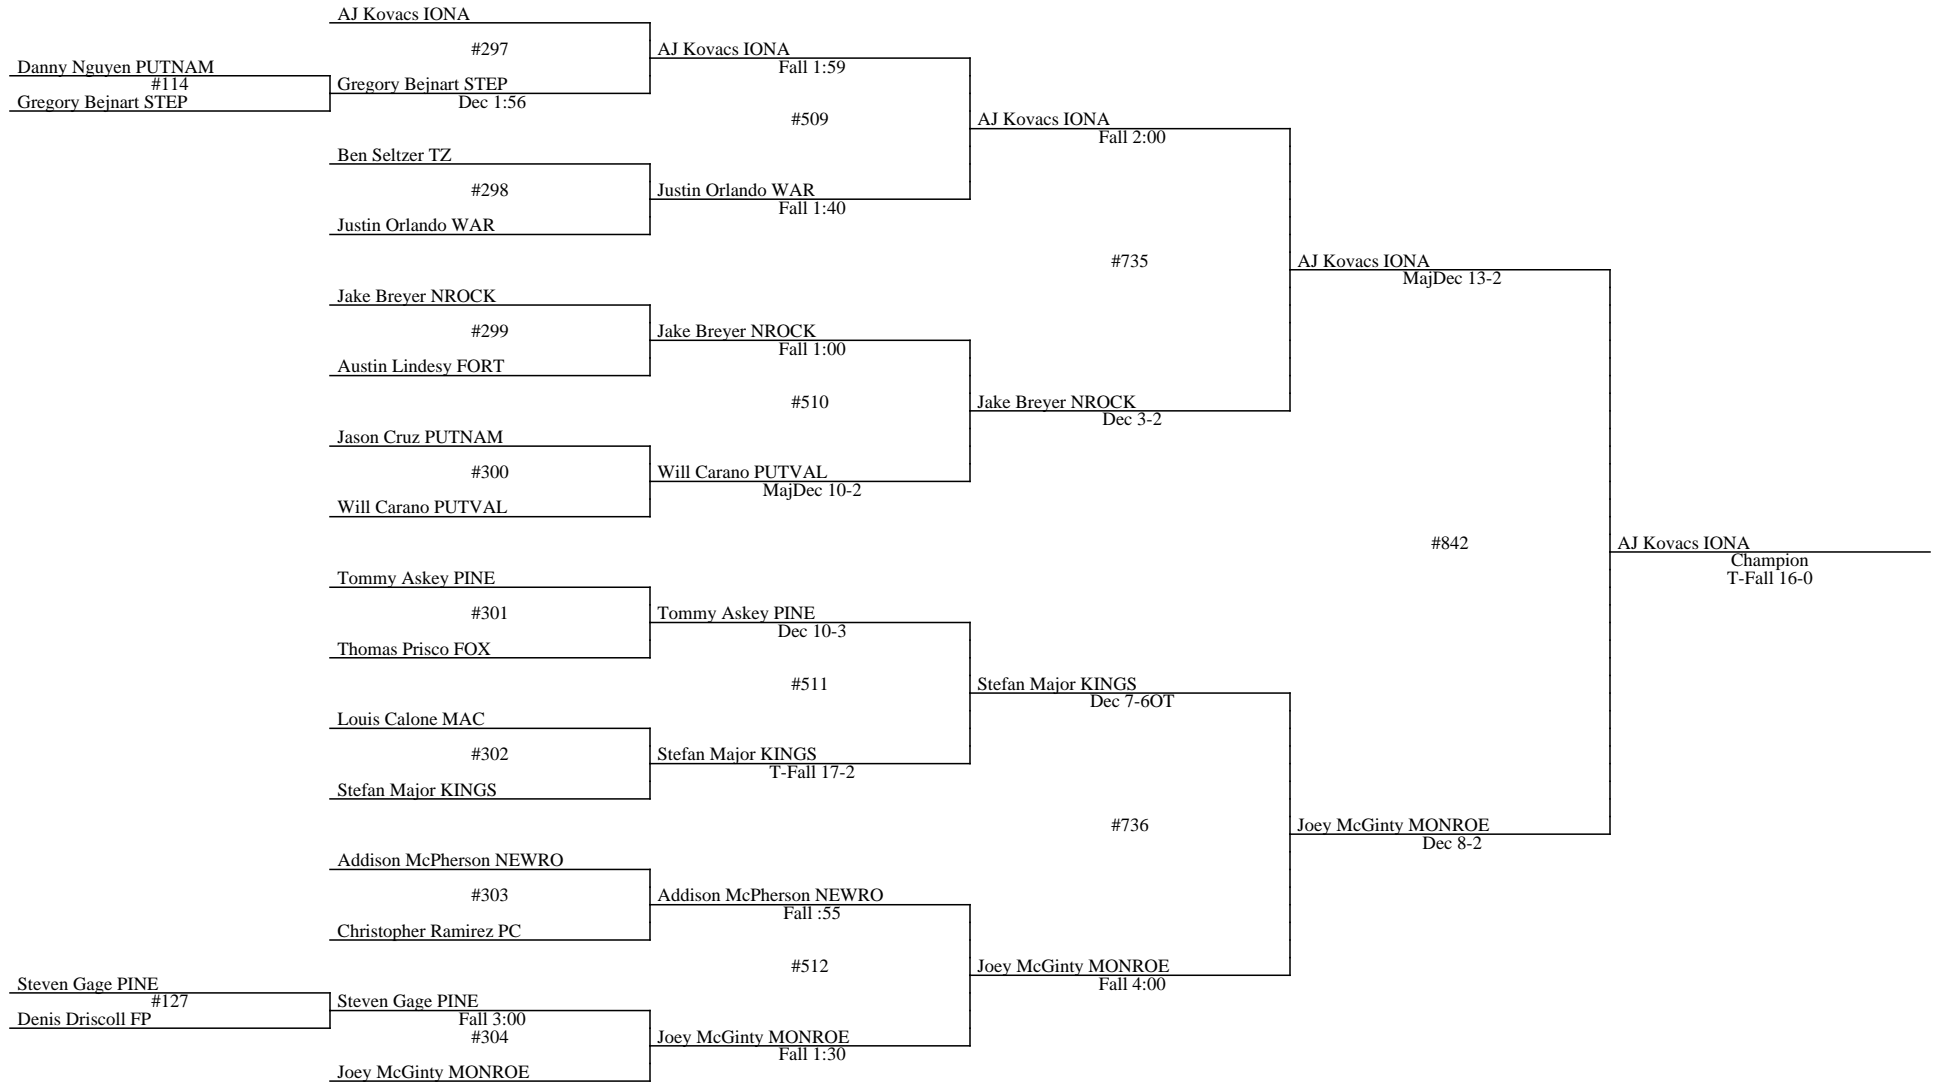 AJ Kovacs IONA
#297
AJ Kovacs IONA
Fall 1:59
Danny Nguyen PUTNAM
#114
Gregory Bejnart STEP
Gregory Bejnart STEP
Dec 1:56
#509
AJ Kovacs IONA
Fall 2:00
Ben Seltzer TZ
#298
Justin Orlando WAR
Fall 1:40
Justin Orlando WAR
#735
AJ Kovacs IONA
MajDec 13-2
Jake Breyer NROCK
#299
Jake Breyer NROCK
Fall 1:00
Austin Lindesy FORT
#510
Jake Breyer NROCK
Dec 3-2
Jason Cruz PUTNAM
#300
Will Carano PUTVAL
MajDec 10-2
Will Carano PUTVAL
#842
AJ Kovacs IONA
Champion
T-Fall 16-0
Tommy Askey PINE
#301
Tommy Askey PINE
Dec 10-3
Thomas Prisco FOX
#511
Stefan Major KINGS
Dec 7-6OT
Louis Calone MAC
#302
Stefan Major KINGS
T-Fall 17-2
Stefan Major KINGS
#736
Joey McGinty MONROE
Dec 8-2
Addison McPherson NEWRO
#303
Addison McPherson NEWRO
Fall :55
Christopher Ramirez PC
#512
Joey McGinty MONROE
Fall 4:00
Steven Gage PINE
#127
Denis Driscoll FP
Steven Gage PINE
Fall 3:00
#304
Joey McGinty MONROE
Fall 1:30
Joey McGinty MONROE